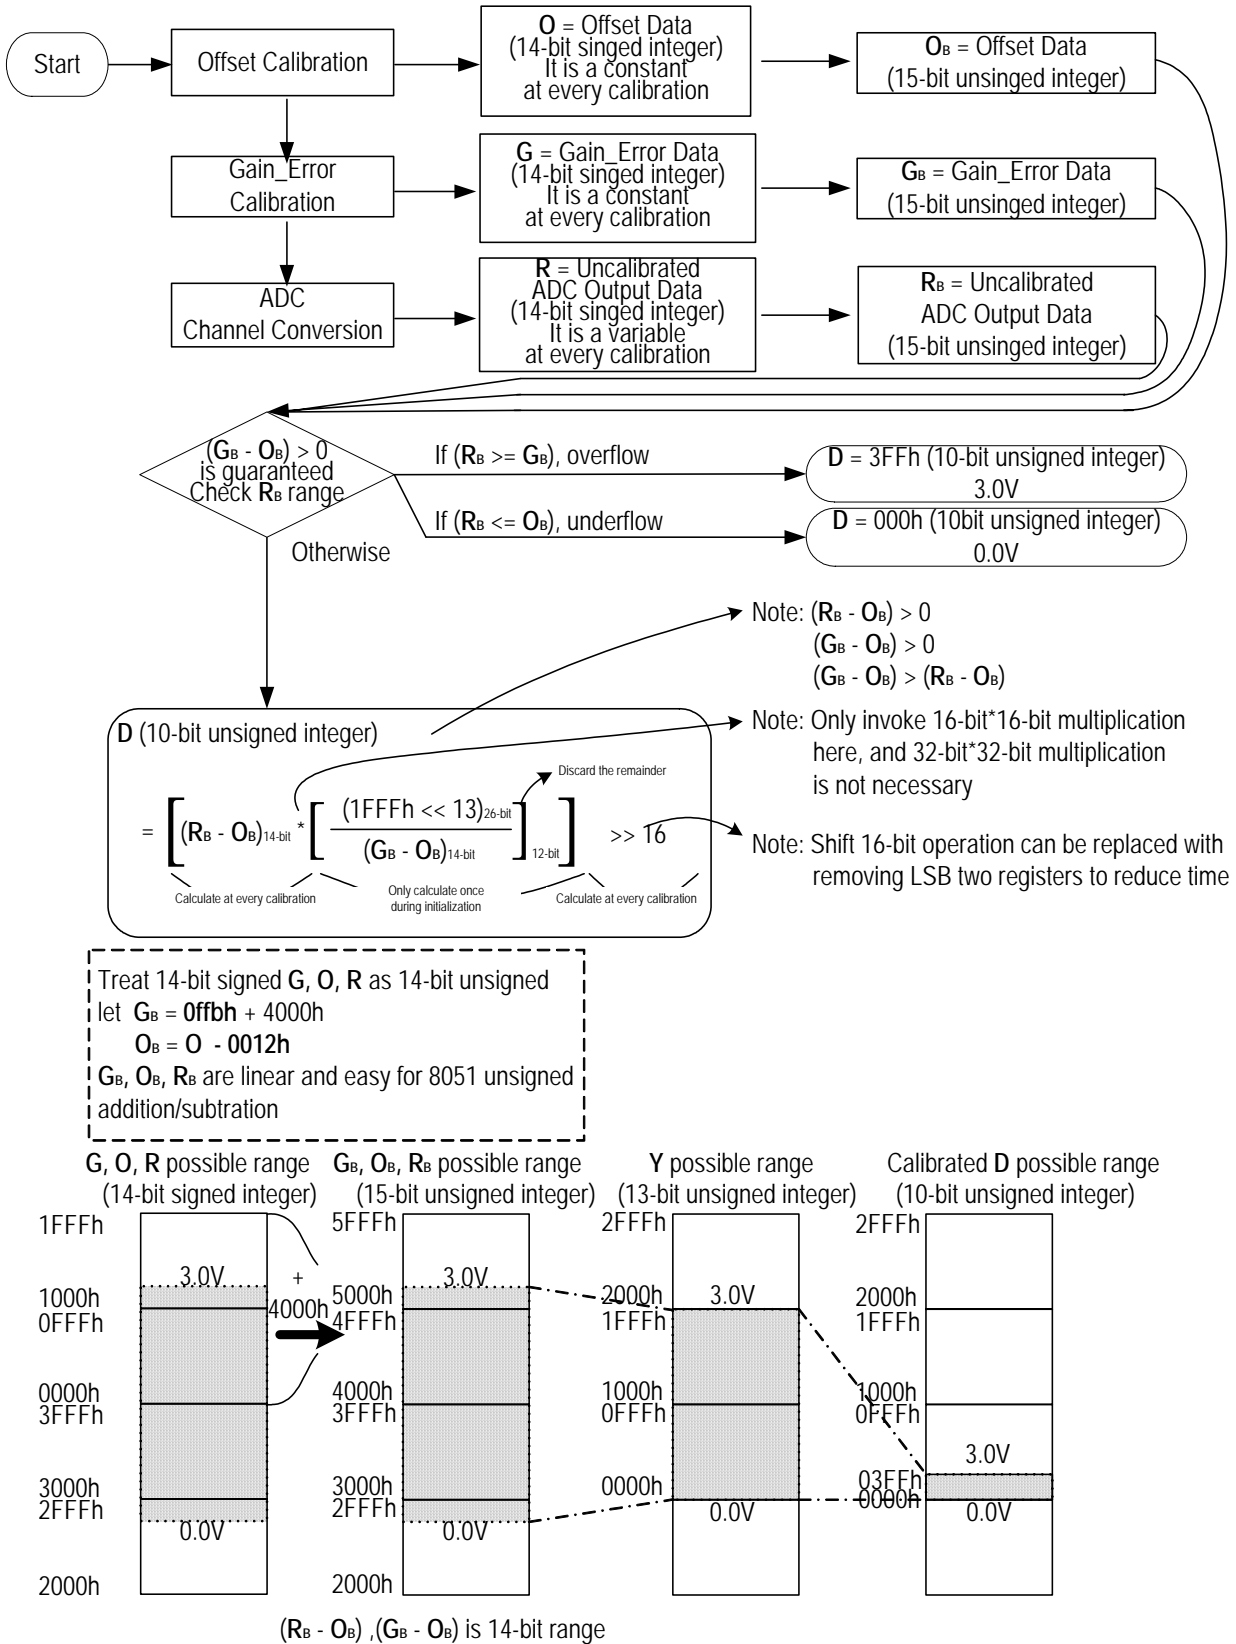 Start
Offset Calibration
O = Offset Data
(14-bit singed integer)
It is a constant
at every calibration
OB = Offset Data
(15-bit unsinged integer)
Gain_Error
Calibration
G = Gain_Error Data
(14-bit singed integer)
It is a constant
at every calibration
GB = Gain_Error Data
(15-bit unsinged integer)
ADC
Channel Conversion
R = Uncalibrated
ADC Output Data
(14-bit singed integer)
It is a variable
at every calibration
RB = Uncalibrated
ADC Output Data
(15-bit unsinged integer)
(GB - OB) > 0
is guaranteed
Check RB range
If (RB >= GB), overflow
D = 3FFh (10-bit unsigned integer)
3.0V
If (RB <= OB), underflow
D = 000h (10bit unsigned integer)
0.0V
Otherwise
Note: (RB - OB) > 0
(GB - OB) > 0
(GB - OB) > (RB - OB)
Note: Only invoke 16-bit*16-bit multiplication
here, and 32-bit*32-bit multiplication
is not necessary
Note: Shift 16-bit operation can be replaced with
removing LSB two registers to reduce time
D (10-bit unsigned integer)
Discard the remainder
= [(RB - OB)14-bit * [(1FFFh << 13)26-bit
(GB - OB)14-bit ]12-bit] >> 16
Calculate at every calibration
Only calculate once
during initialization
Calculate at every calibration
Treat 14-bit signed G, O, R as 14-bit unsigned
let GB = 0ffbh + 4000h
OB = O - 0012h
GB, OB, RB are linear and easy for 8051 unsigned
addition/subtration
G, O, R possible range
(14-bit signed integer)
1FFFh
3.0V
1000h
0FFFh
0000h
3FFFh
3000h
2FFFh
0.0V
2000h
+
4000h
GB, OB, RB possible range
(15-bit unsigned integer)
5FFFh
3.0V
5000h
4FFFh
4000h
3FFFh
3000h
2FFFh
0.0V
2000h
Y possible range
(13-bit unsigned integer)
2FFFh
2000h
3.0V
1FFFh
1000h
0FFFh
0000h
0.0V
Calibrated D possible range
(10-bit unsigned integer)
2FFFh
2000h
1FFFh
1000h
0FFFh
3.0V
03FFh
0000h
0.0V
(RB - OB) ,(GB - OB) is 14-bit range